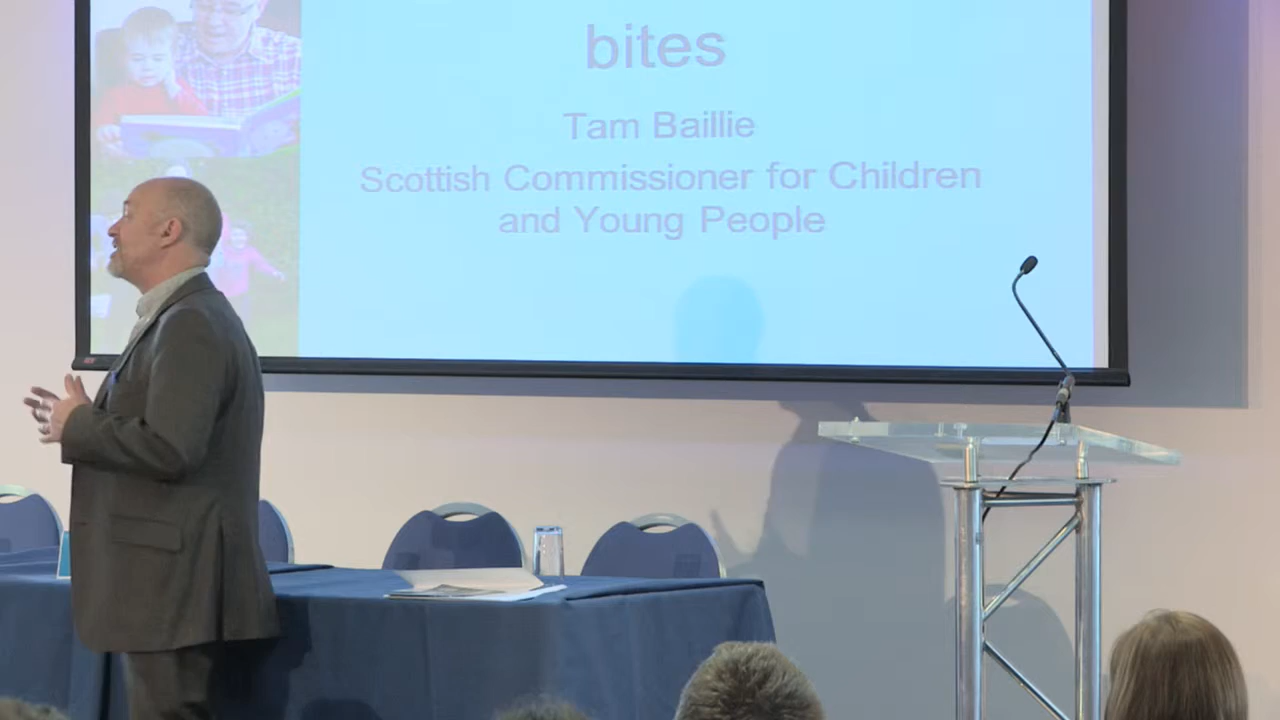 bites
Tam Baillie
Scottish Commissioner for Children
and Young People